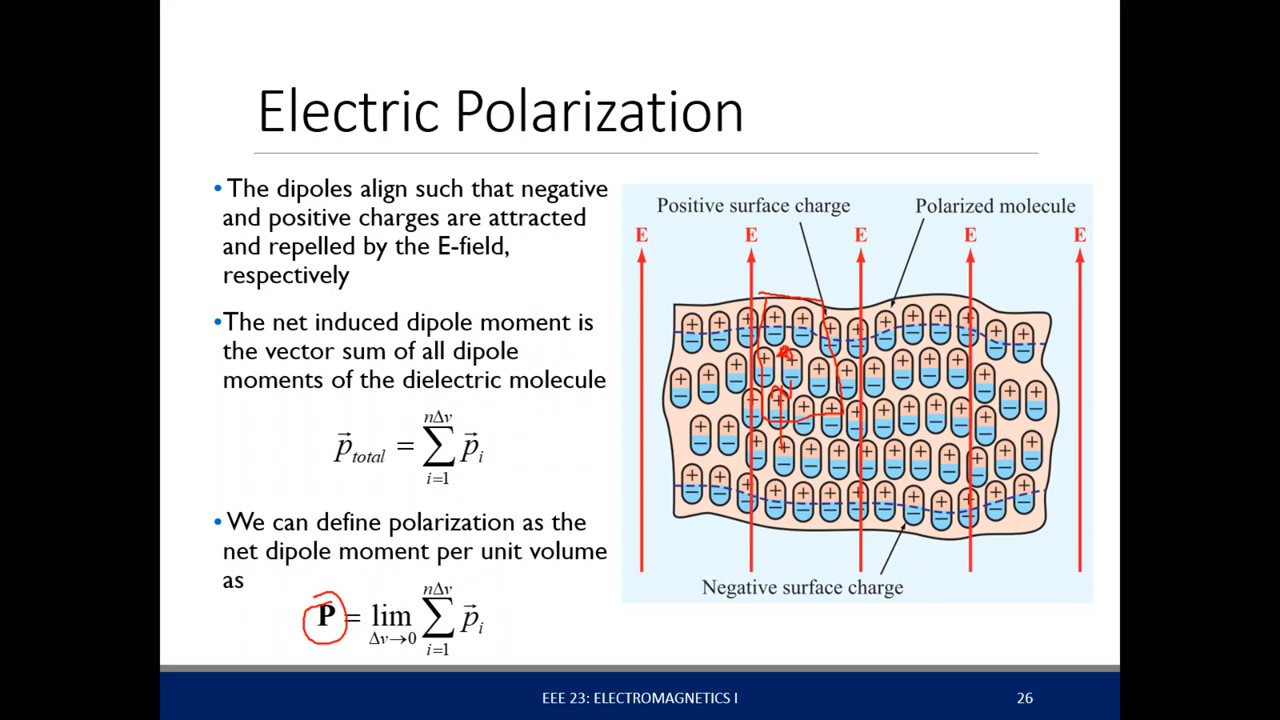 Electric Polarization
• The dipoles align such that negative
and positive charges are attracted
and repelled by the E-field,
respectively
• The net induced dipole moment is
the vector sum of all dipole
moments of the dielectric molecule
p⃗_total = ∑_{i=1}^{nΔv} p⃗_i
• We can define polarization as the
net dipole moment per unit volume
as
P = lim_{Δv→0} ∑_{i=1}^{nΔv} p⃗_i
Positive surface charge
Polarized molecule
E E E E E
Negative surface charge
EEE 23: ELECTROMAGNETICS I
26